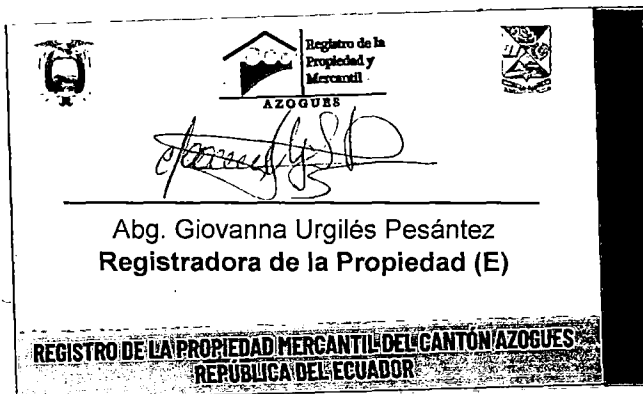 Registro de la
Propiedad y
Mercantil
AZOGUES
Abg. Giovanna Urgilés Pesántez
Registradora de la Propiedad (E)
REGISTRO DE LA PROPIEDAD MERCANTIL DEL CANTÓN AZOGUES
REPÚBLICA DEL ECUADOR